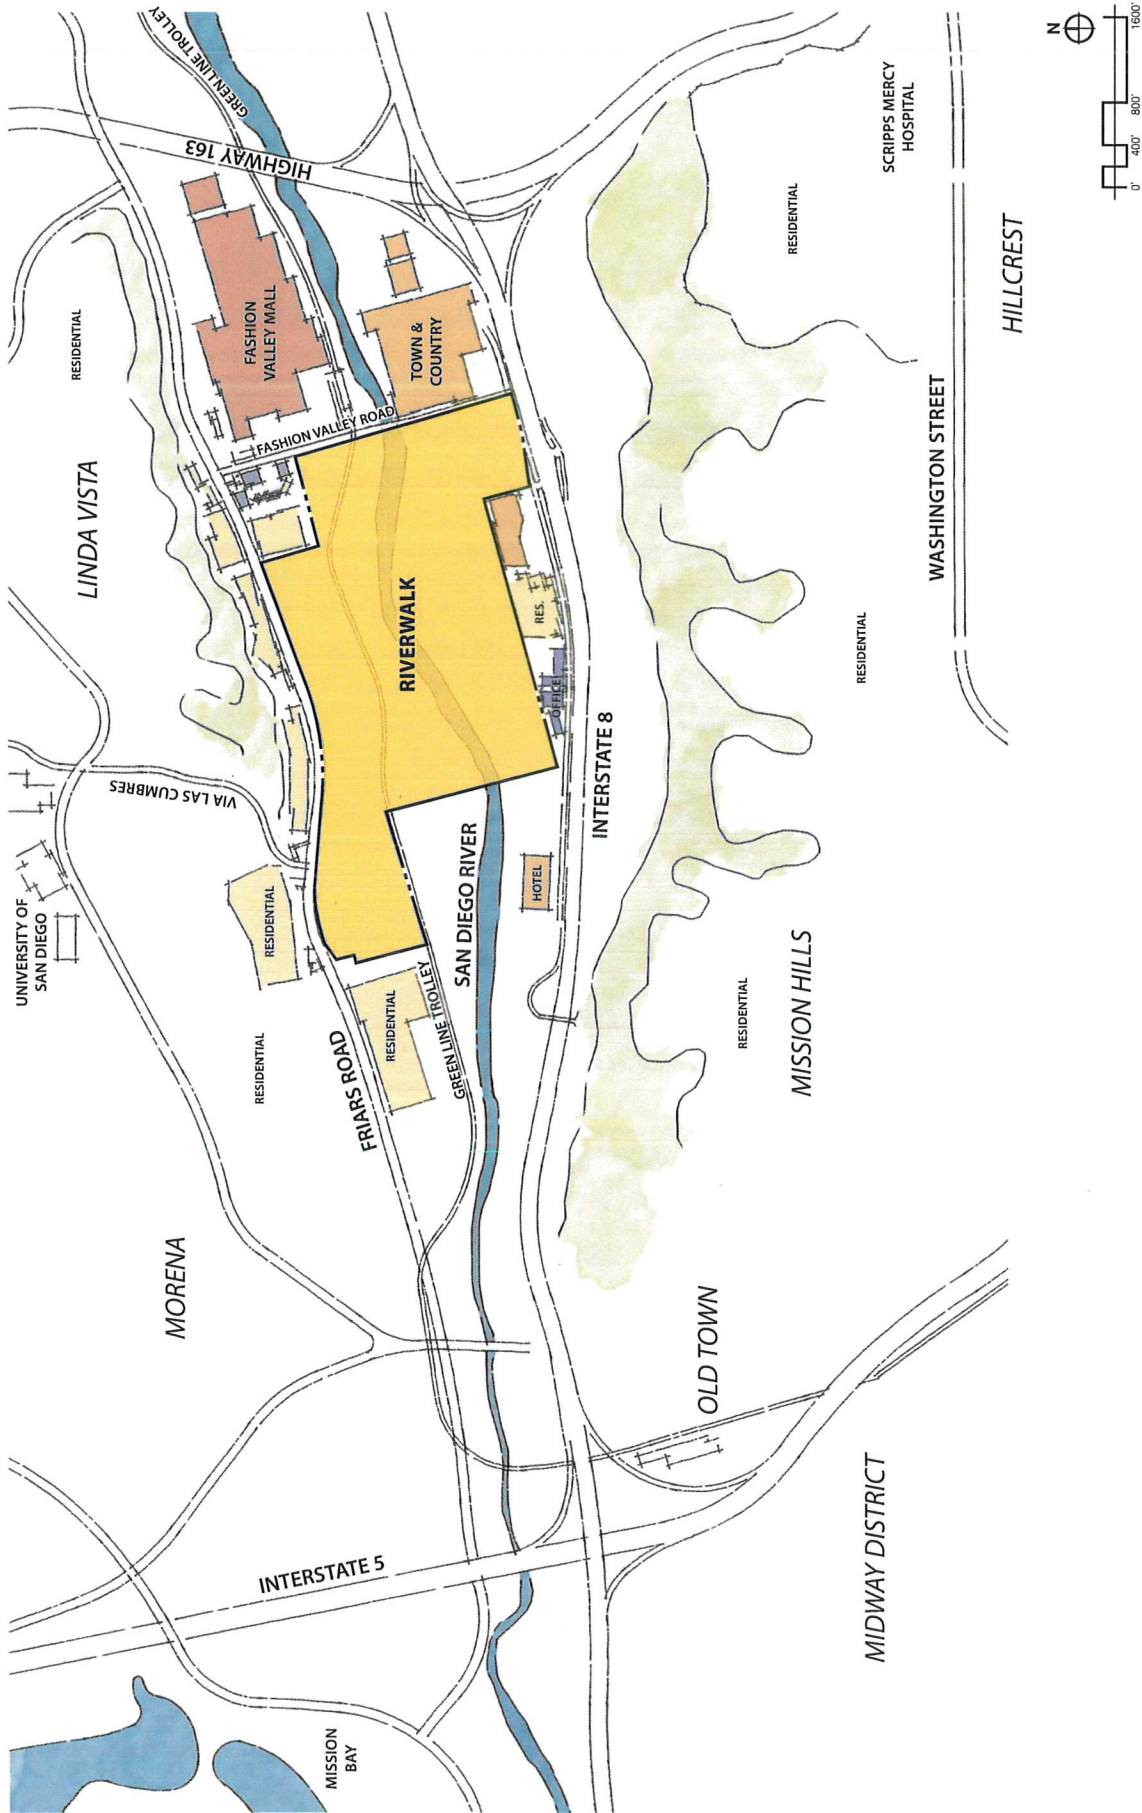 UNIVERSITY OF
SAN DIEGO
LINDA VISTA
RESIDENTIAL
GREEN LINE TROLLEY
HIGHWAY 163
VIA LAS CUMBRES
FASHION
VALLEY MALL
FASHION VALLEY ROAD
TOWN &
COUNTRY
RIVERWALK
RESIDENTIAL
RESIDENTIAL
RESIDENTIAL
FRIARS ROAD
GREEN LINE TROLLEY
SAN DIEGO RIVER
HOTEL
OFFICE
RES.
INTERSTATE 8
MORENA
INTERSTATE 5
MISSION
BAY
OLD TOWN
MIDWAY DISTRICT
RESIDENTIAL
MISSION HILLS
RESIDENTIAL
RESIDENTIAL
SCRIPPS MERCY
HOSPITAL
WASHINGTON STREET
HILLCREST
N
0' 400' 800' 1600'